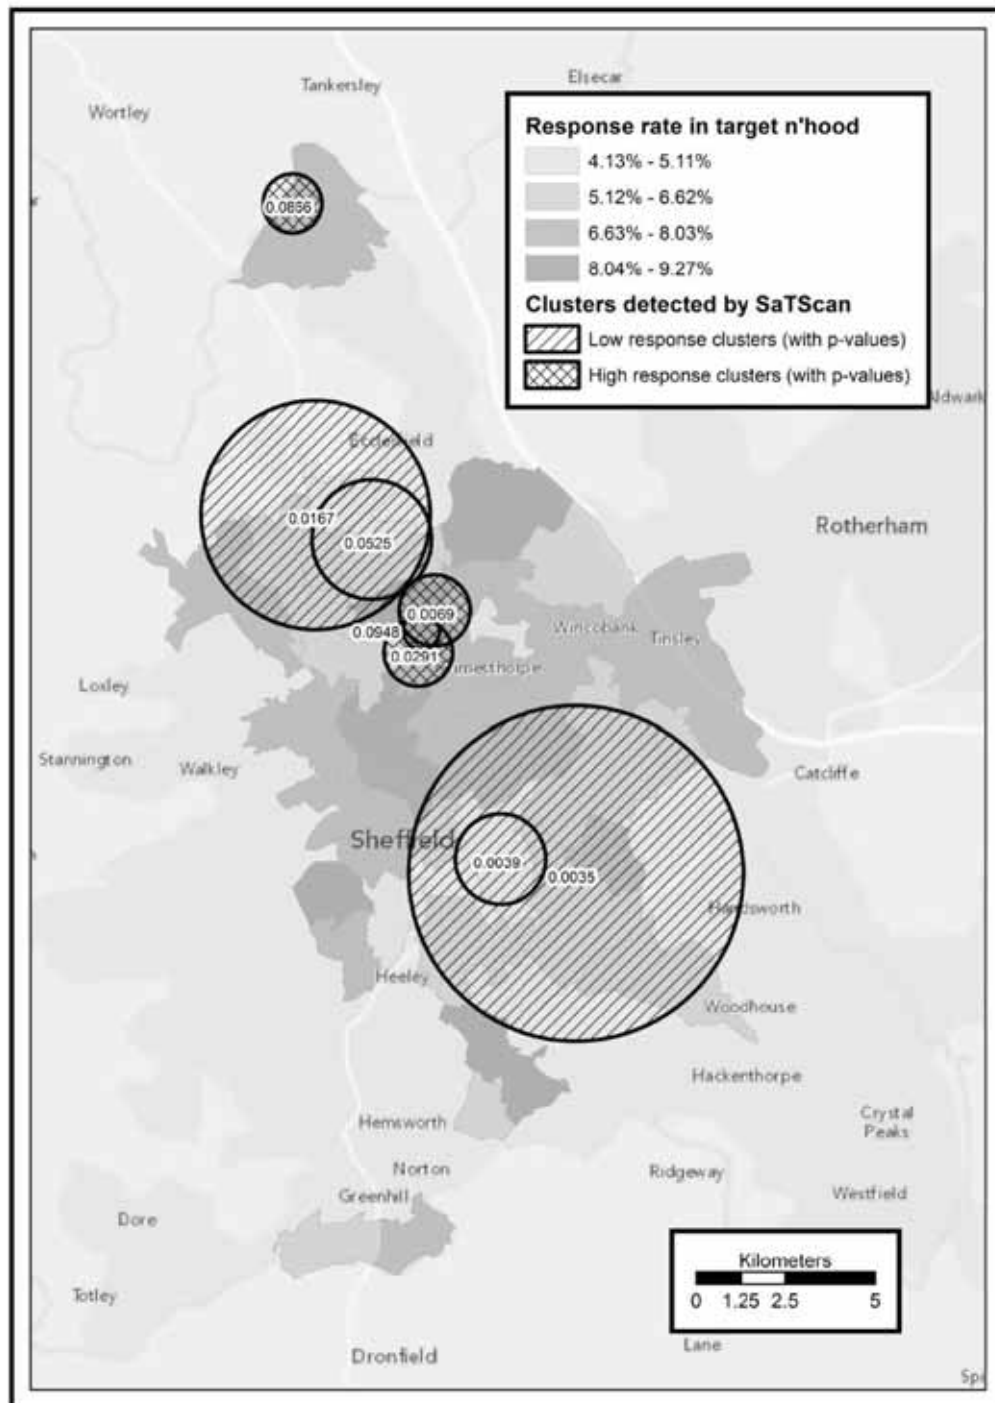 Elsecar
Tankersley
Wortley
Response rate in target n'hood
4.13% - 5.11%
5.12% - 6.62%
6.63% - 8.03%
8.04% - 9.27%
Clusters detected by SaTScan
Low response clusters (with p-values)
High response clusters (with p-values)
0.0856
Aldwark
Ecclesfield
0.0167
0.0525
Rotherham
0.0069
0.0948
0.0291
Wincobank
Tinsley
Loxley
Stannington
Walkley
Catcliffe
Sheffield
0.0039
0.0035
Handsworth
Heeley
Woodhouse
Hackenthorpe
Crystal
Peaks
Hemsworth
Norton
Ridgeway
Greenhill
Westfield
Dore
Kilometers
0 1.25 2.5 5
Totley
Lane
Dronfield
Spi